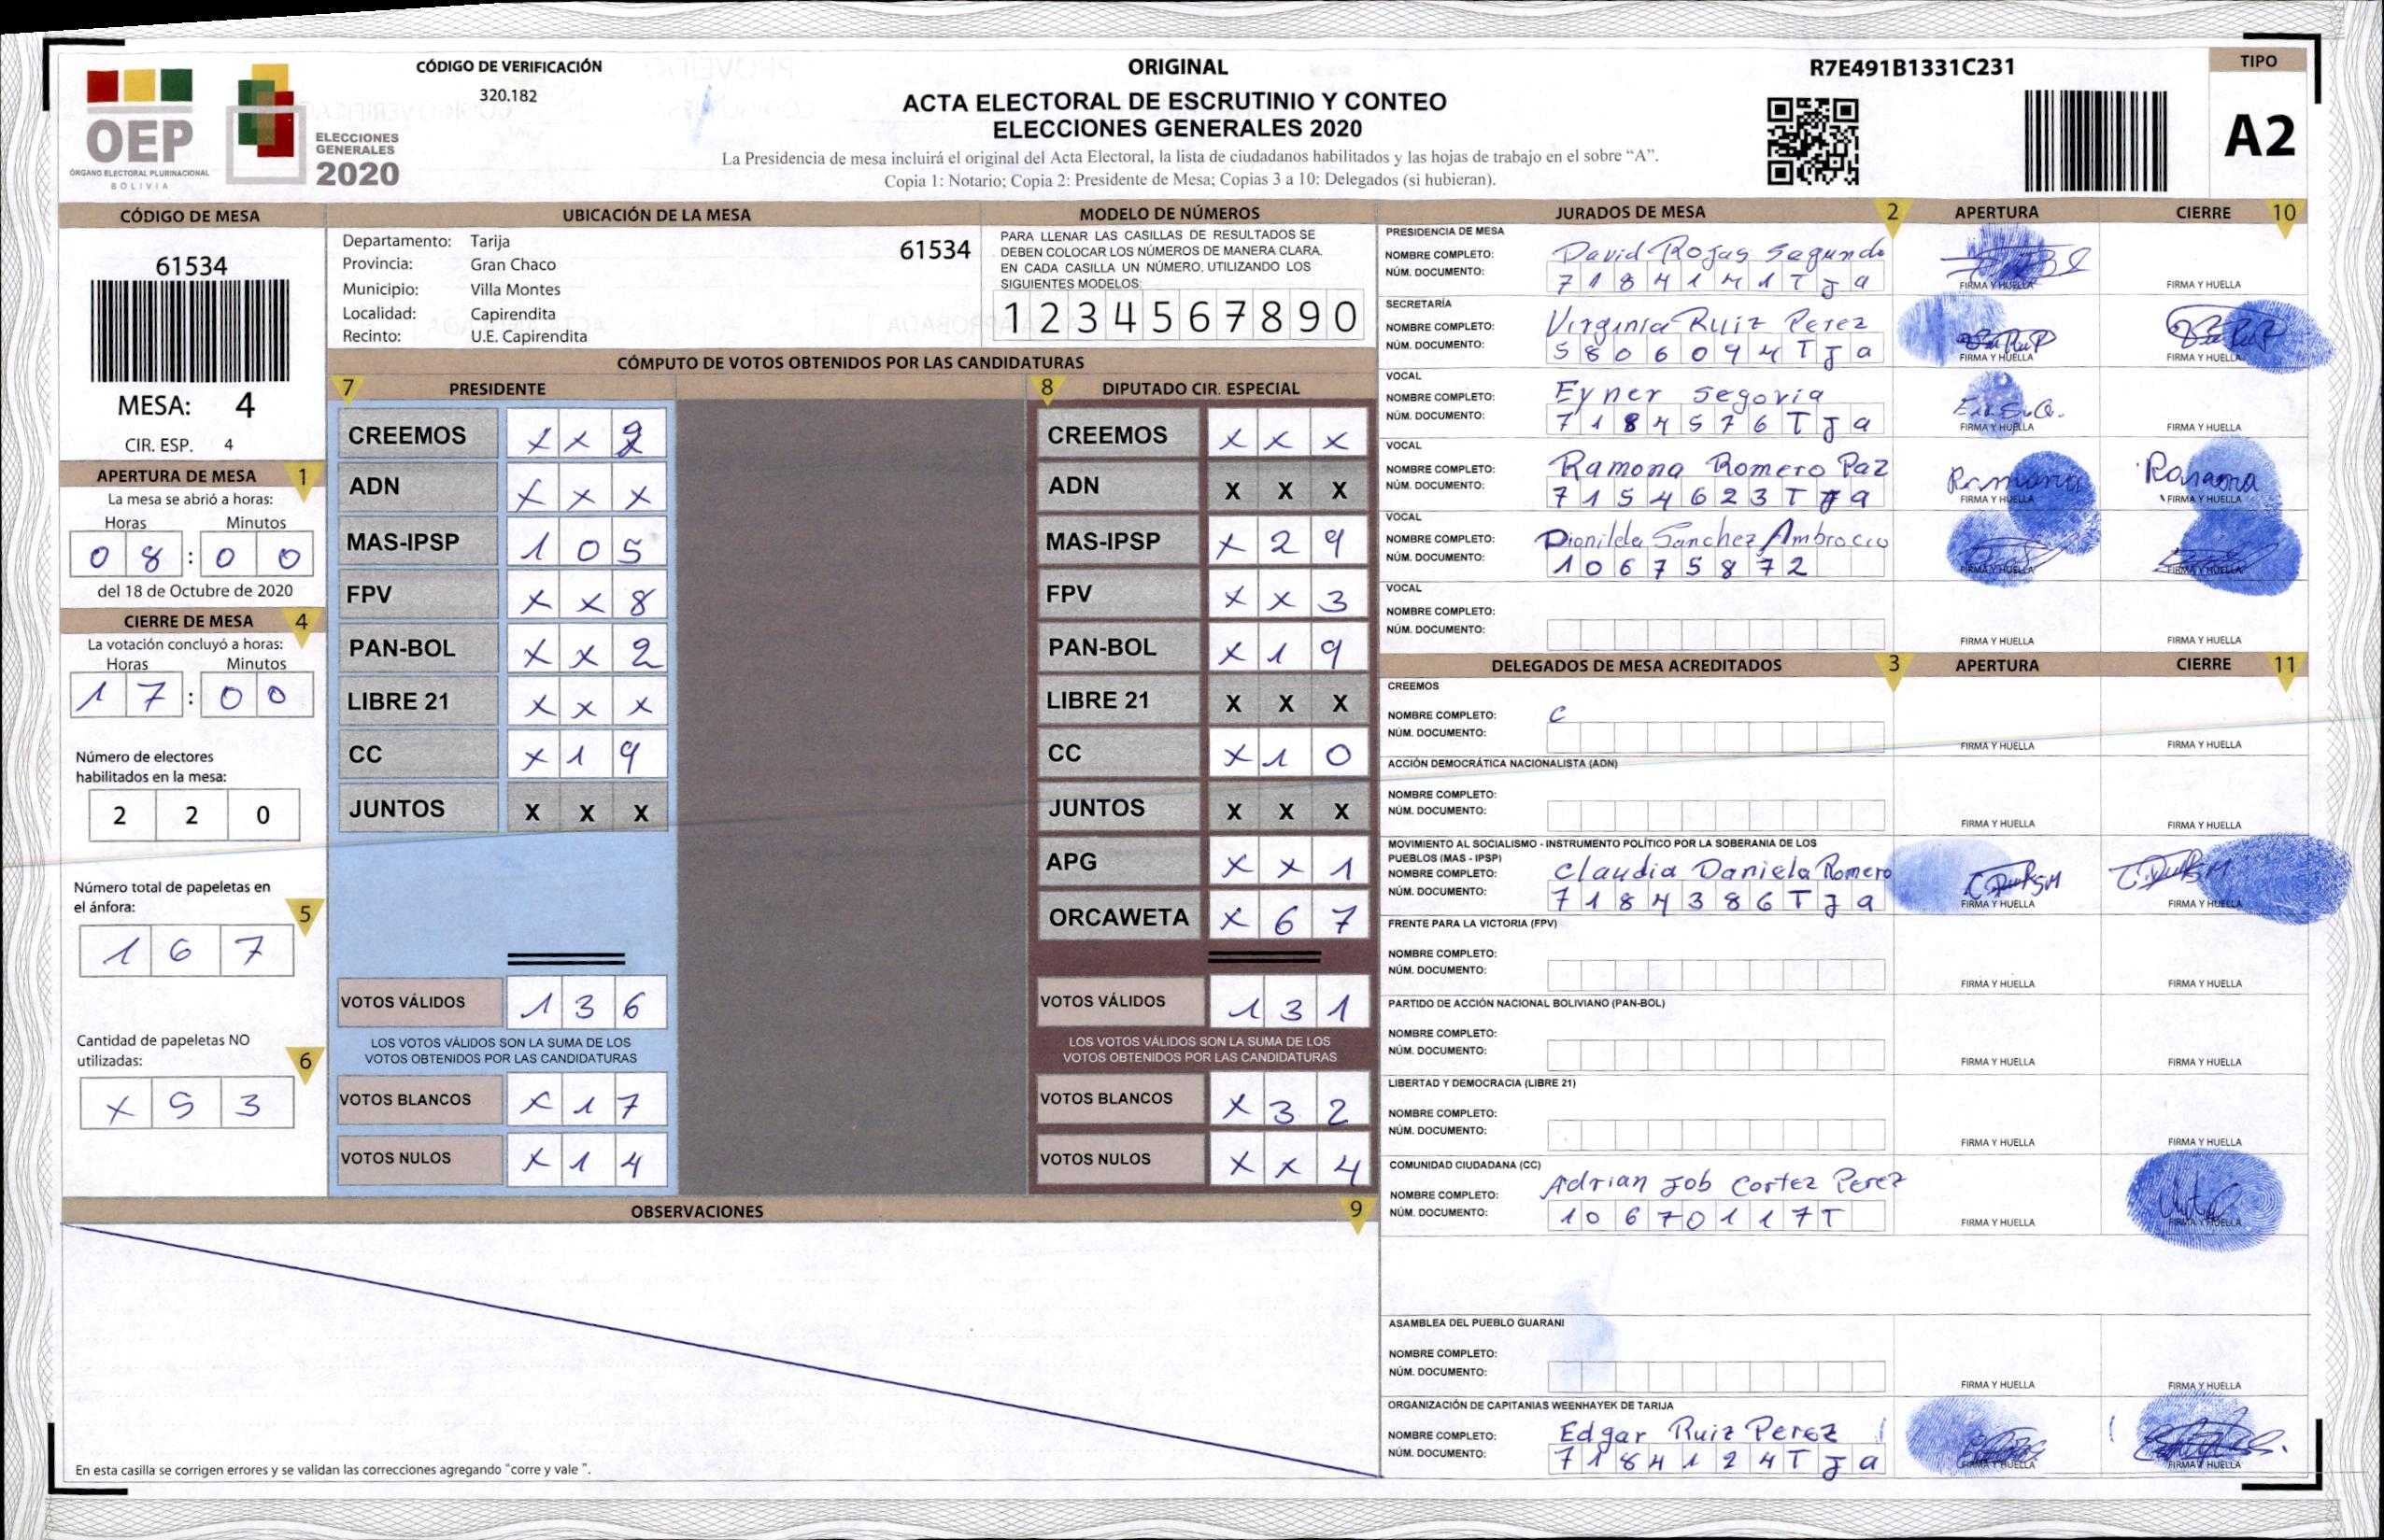 CÓDIGO DE VERIFICACIÓN
320.182
OEP
ÓRGANO ELECTORAL PLURINACIONAL
BOLIVIA
ELECCIONES
GENERALES
2020
ORIGINAL
ACTA ELECTORAL DE ESCRUTINIO Y CONTEO
ELECCIONES GENERALES 2020
La Presidencia de mesa incluirá el original del Acta Electoral, la lista de ciudadanos habilitados y las hojas de trabajo en el sobre “A”.
Copia 1: Notario; Copia 2: Presidente de Mesa; Copias 3 a 10: Delegados (si hubieran).
R7E491B1331C231
TIPO
A2
CÓDIGO DE MESA
61534
MESA: 4
CIR. ESP. 4
UBICACIÓN DE LA MESA
Departamento: Tarija 61534
Provincia: Gran Chaco
Municipio: Villa Montes
Localidad: Capirendita
Recinto: U.E. Capirendita
MODELO DE NÚMEROS
PARA LLENAR LAS CASILLAS DE RESULTADOS SE
DEBEN COLOCAR LOS NÚMEROS DE MANERA CLARA.
EN CADA CASILLA UN NÚMERO, UTILIZANDO LOS
SIGUIENTES MODELOS:
1 2 3 4 5 6 7 8 9 0
APERTURA DE MESA 1
La mesa se abrió a horas:
Horas Minutos
0 8 : 0 0
del 18 de Octubre de 2020
CIERRE DE MESA 4
La votación concluyó a horas:
Horas Minutos
1 7 : 0 0
Número de electores
habilitados en la mesa:
2 2 0
Número total de papeletas en
el ánfora: 5
1 6 7
Cantidad de papeletas NO
utilizadas: 6
X 5 3
CÓMPUTO DE VOTOS OBTENIDOS POR LAS CANDIDATURAS
7 PRESIDENTE
CREEMOS X X 2
ADN X X X
MAS-IPSP 1 0 5
FPV X X 8
PAN-BOL X X 2
LIBRE 21 X X X
CC X 1 9
JUNTOS X X X
VOTOS VÁLIDOS 1 3 6
LOS VOTOS VÁLIDOS SON LA SUMA DE LOS
VOTOS OBTENIDOS POR LAS CANDIDATURAS
VOTOS BLANCOS X 1 7
VOTOS NULOS X 1 4
8 DIPUTADO CIR. ESPECIAL
CREEMOS X X X
ADN X X X
MAS-IPSP X 2 9
FPV X X 3
PAN-BOL X 1 9
LIBRE 21 X X X
CC X 1 0
JUNTOS X X X
APG X X 1
ORCAWETA X 6 7
VOTOS VÁLIDOS 1 3 1
LOS VOTOS VÁLIDOS SON LA SUMA DE LOS
VOTOS OBTENIDOS POR LAS CANDIDATURAS
VOTOS BLANCOS X 3 2
VOTOS NULOS X X 4
OBSERVACIONES 9
En esta casilla se corrigen errores y se validan las correcciones agregando “corre y vale ”.
JURADOS DE MESA 2 APERTURA CIERRE 10
PRESIDENCIA DE MESA
NOMBRE COMPLETO: David Rojas Segundo
NÚM. DOCUMENTO: 7 1 8 4 1 4 1 T J a
FIRMA Y HUELLA FIRMA Y HUELLA
SECRETARÍA
NOMBRE COMPLETO: Virginia Ruiz Perez
NÚM. DOCUMENTO: 5 8 0 6 0 9 4 T J a
FIRMA Y HUELLA FIRMA Y HUELLA
VOCAL
NOMBRE COMPLETO: Eyner Segovia
NÚM. DOCUMENTO: 7 1 8 4 5 7 6 T J a
FIRMA Y HUELLA FIRMA Y HUELLA
VOCAL
NOMBRE COMPLETO: Ramona Romero Paz
NÚM. DOCUMENTO: 7 1 5 4 6 2 3 T J a
Ramona Ramona
FIRMA Y HUELLA FIRMA Y HUELLA
VOCAL
NOMBRE COMPLETO: Dionilda Sanchez Ambrocio
NÚM. DOCUMENTO: 1 0 6 7 5 8 7 2
FIRMA Y HUELLA FIRMA Y HUELLA
VOCAL
NOMBRE COMPLETO:
NÚM. DOCUMENTO:
FIRMA Y HUELLA FIRMA Y HUELLA
DELEGADOS DE MESA ACREDITADOS 3 APERTURA CIERRE 11
CREEMOS
NOMBRE COMPLETO: C
NÚM. DOCUMENTO:
FIRMA Y HUELLA FIRMA Y HUELLA
ACCIÓN DEMOCRÁTICA NACIONALISTA (ADN)
NOMBRE COMPLETO:
NÚM. DOCUMENTO:
FIRMA Y HUELLA FIRMA Y HUELLA
MOVIMIENTO AL SOCIALISMO - INSTRUMENTO POLÍTICO POR LA SOBERANIA DE LOS
PUEBLOS (MAS - IPSP)
NOMBRE COMPLETO: Claudia Daniela Romero
NÚM. DOCUMENTO: 7 1 8 4 3 8 6 T J a
FIRMA Y HUELLA FIRMA Y HUELLA
FRENTE PARA LA VICTORIA (FPV)
NOMBRE COMPLETO:
NÚM. DOCUMENTO:
FIRMA Y HUELLA FIRMA Y HUELLA
PARTIDO DE ACCIÓN NACIONAL BOLIVIANO (PAN-BOL)
NOMBRE COMPLETO:
NÚM. DOCUMENTO:
FIRMA Y HUELLA FIRMA Y HUELLA
LIBERTAD Y DEMOCRACIA (LIBRE 21)
NOMBRE COMPLETO:
NÚM. DOCUMENTO:
FIRMA Y HUELLA FIRMA Y HUELLA
COMUNIDAD CIUDADANA (CC)
NOMBRE COMPLETO: Adrian Job Cortez Perez
NÚM. DOCUMENTO: 1 0 6 7 0 1 1 7 T
FIRMA Y HUELLA FIRMA Y HUELLA
ASAMBLEA DEL PUEBLO GUARANI
NOMBRE COMPLETO:
NÚM. DOCUMENTO:
FIRMA Y HUELLA FIRMA Y HUELLA
ORGANIZACIÓN DE CAPITANIAS WEENHAYEK DE TARIJA
NOMBRE COMPLETO: Edgar Ruiz Perez
NÚM. DOCUMENTO: 7 1 8 4 1 2 4 T J a
FIRMA Y HUELLA FIRMA Y HUELLA